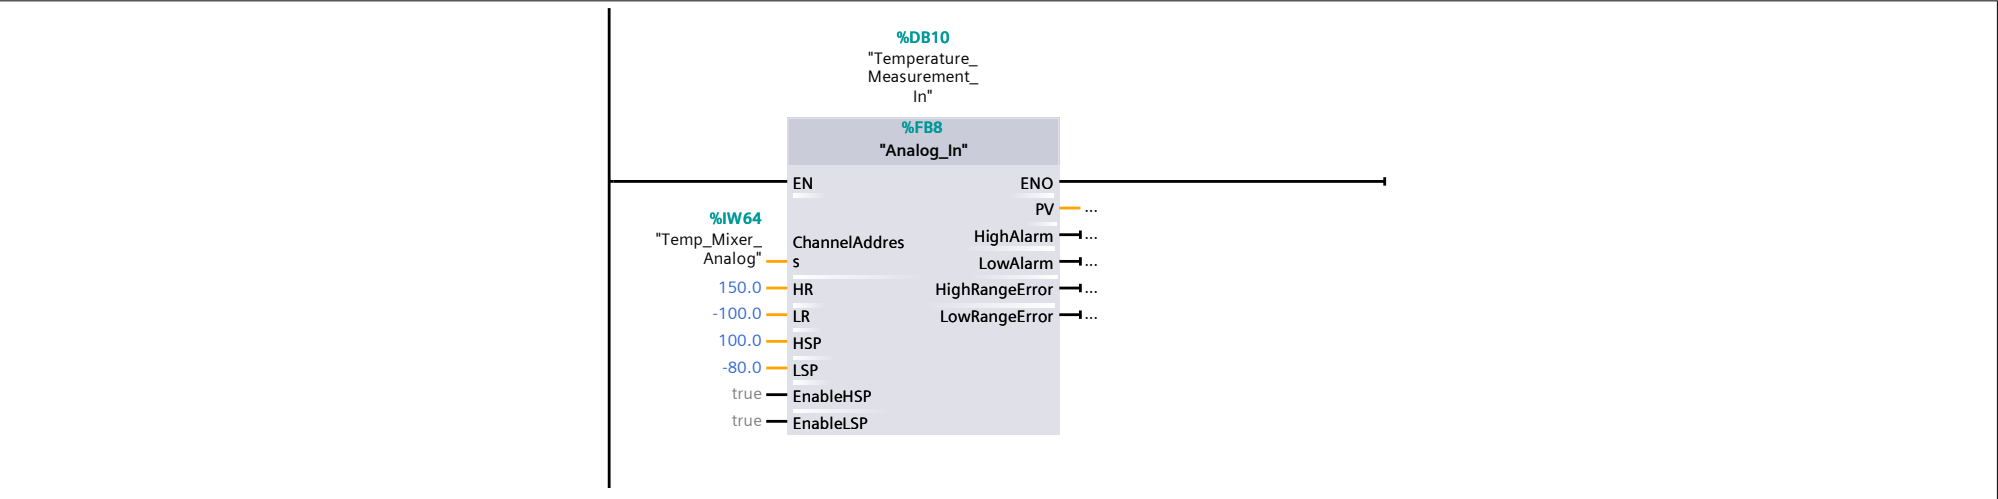 %DB10
"Temperature_
Measurement_
In"
%FB8
"Analog_In"
EN
ENO
PV ...
%IW64
"Temp_Mixer_
Analog"
ChannelAddres
s
HighAlarm ...
LowAlarm ...
150.0 HR
HighRangeError ...
-100.0 LR
LowRangeError ...
100.0 HSP
-80.0 LSP
true EnableHSP
true EnableLSP